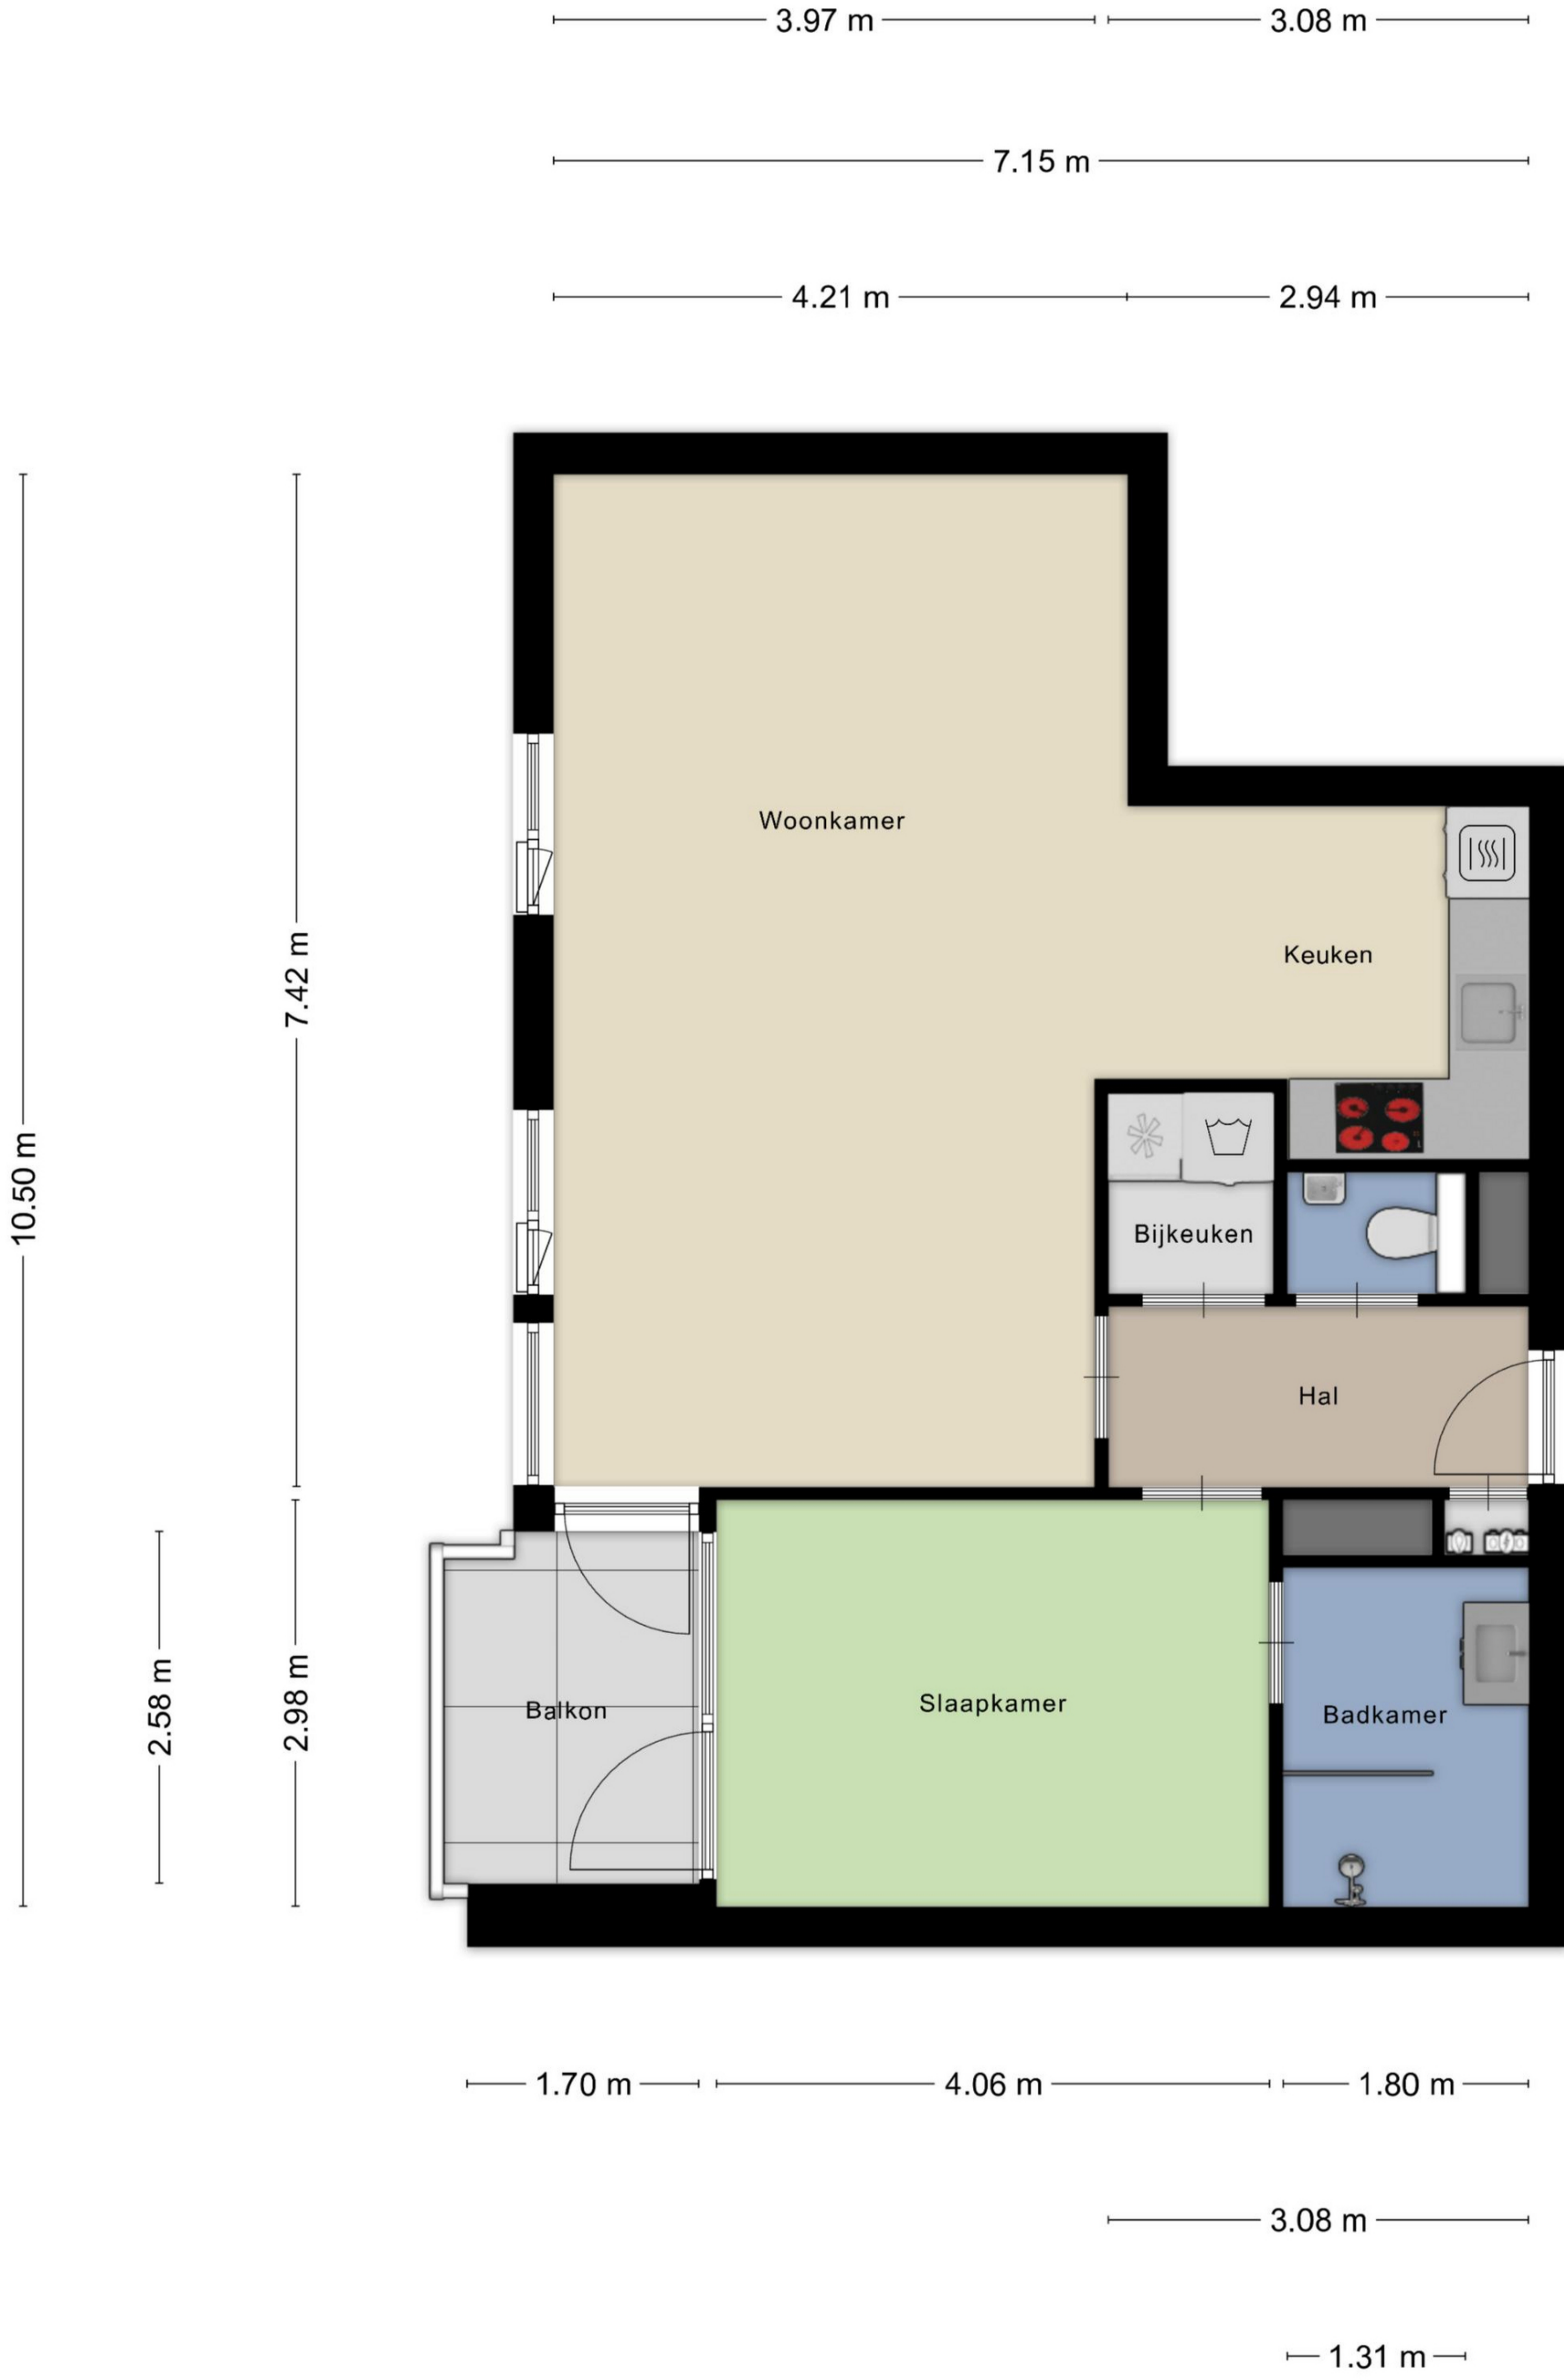 3.97 m
3.08 m
7.15 m
4.21 m
2.94 m
Woonkamer
Keuken
7.42 m
10.50 m
Bijkeuken
Hal
2.58 m
2.98 m
Balkon
Slaapkamer
Badkamer
1.70 m
4.06 m
1.80 m
3.08 m
1.31 m